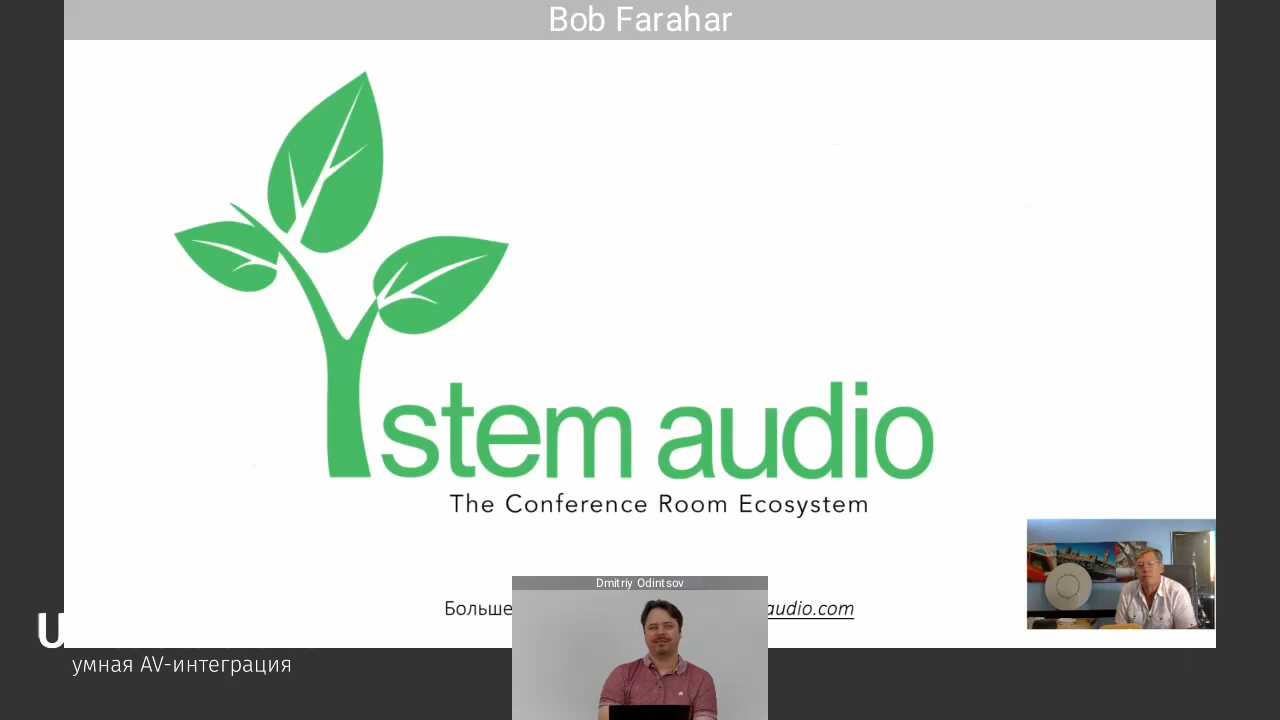 Bob Farahar
stem audio
The Conference Room Ecosystem
Dmitriy Odintsov
Больше audio.com
умная AV-интеграция